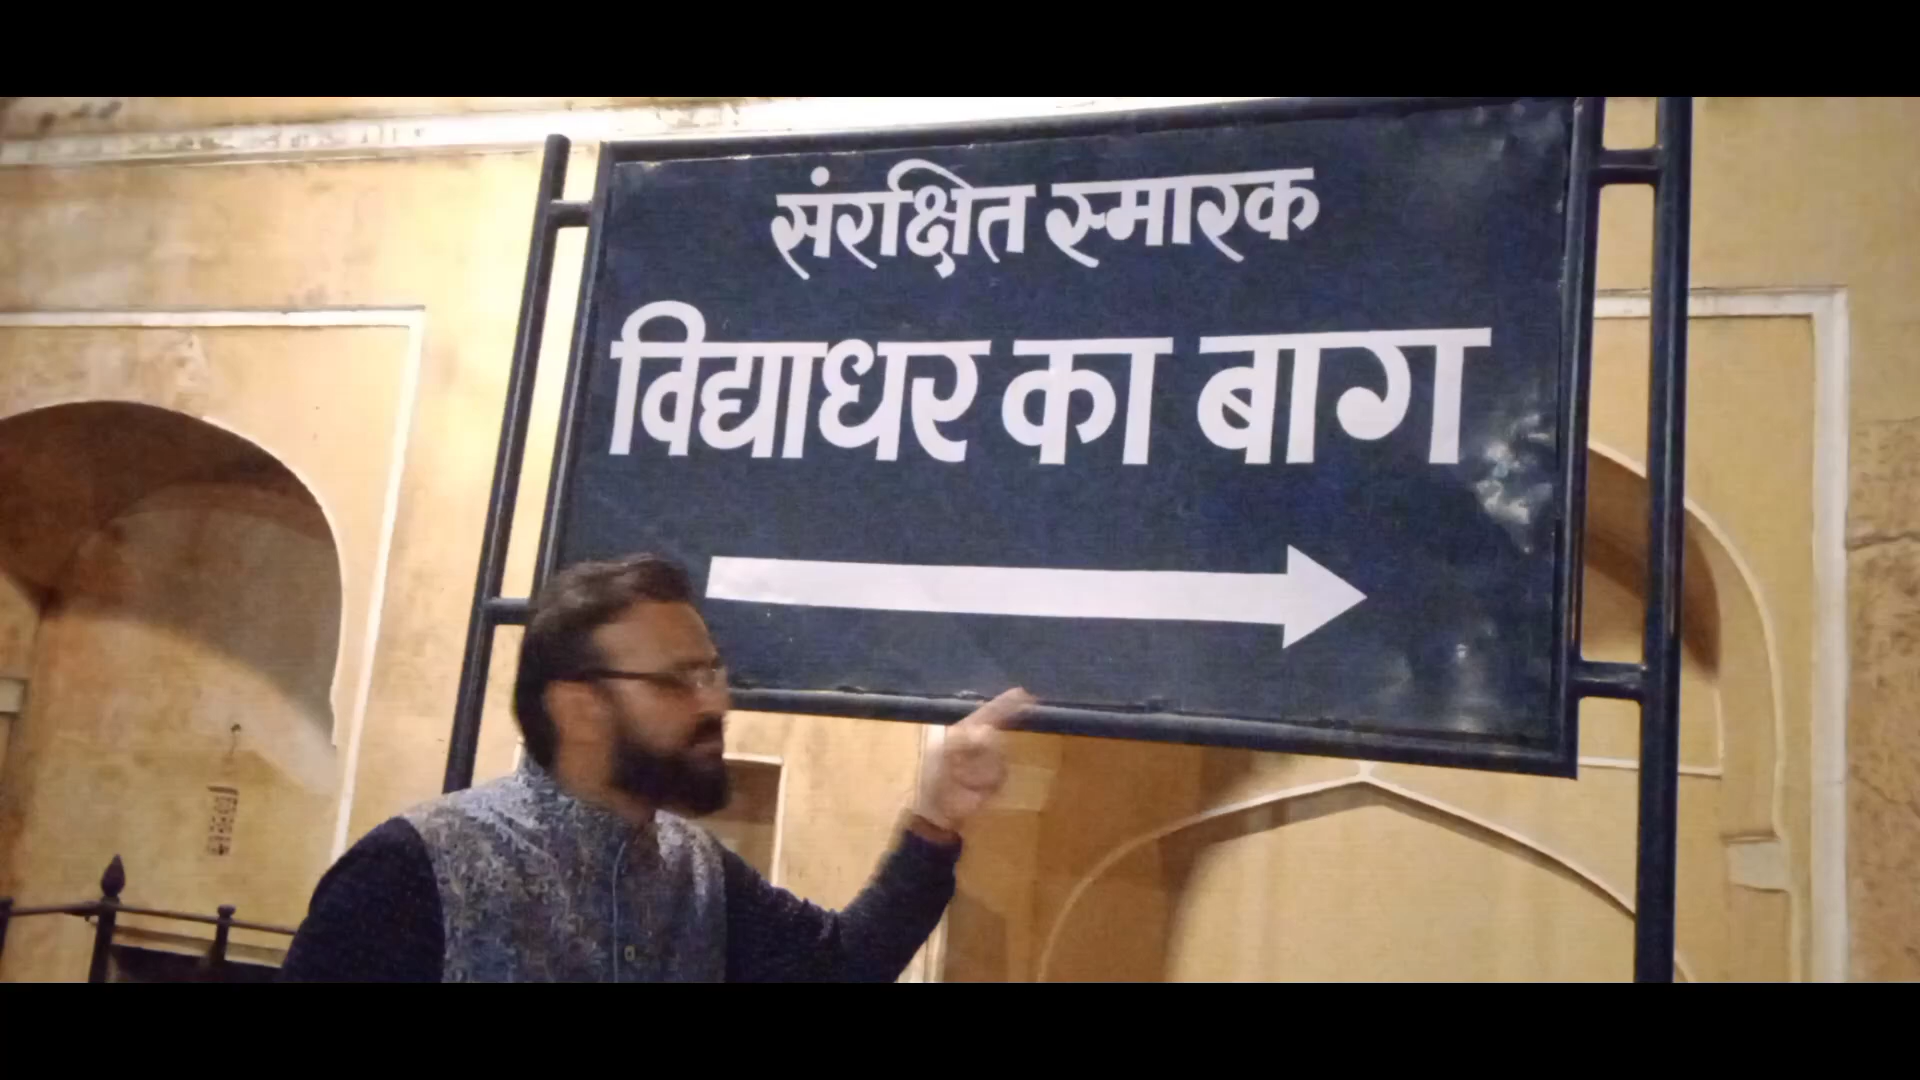 संरक्षित स्मारक
विद्याधर का बाग